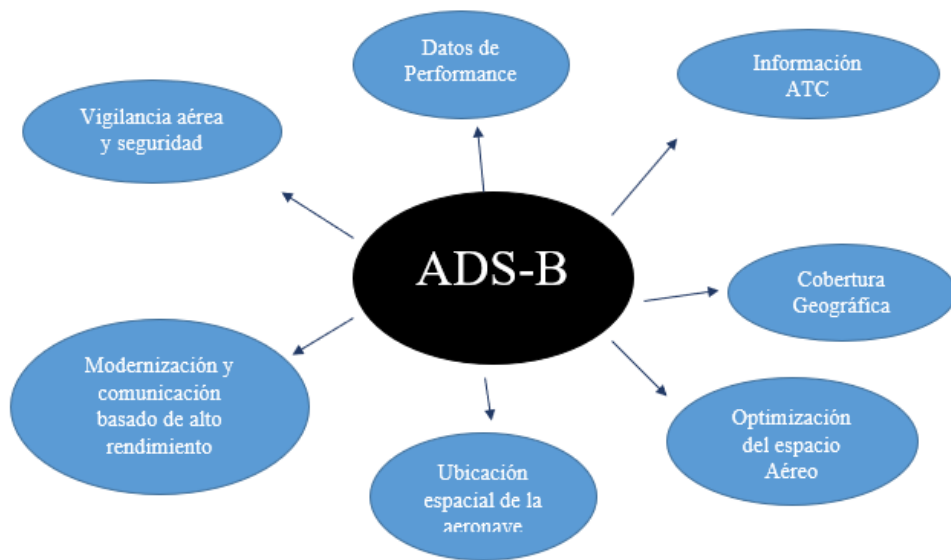 Datos de
Performance
Información
ATC
Vigilancia aérea
y seguridad
ADS-B
Cobertura
Geográfica
Modernización y
comunicación
basado de alto
rendimiento
Optimización
del espacio
Aéreo
Ubicación
espacial de la
aeronave